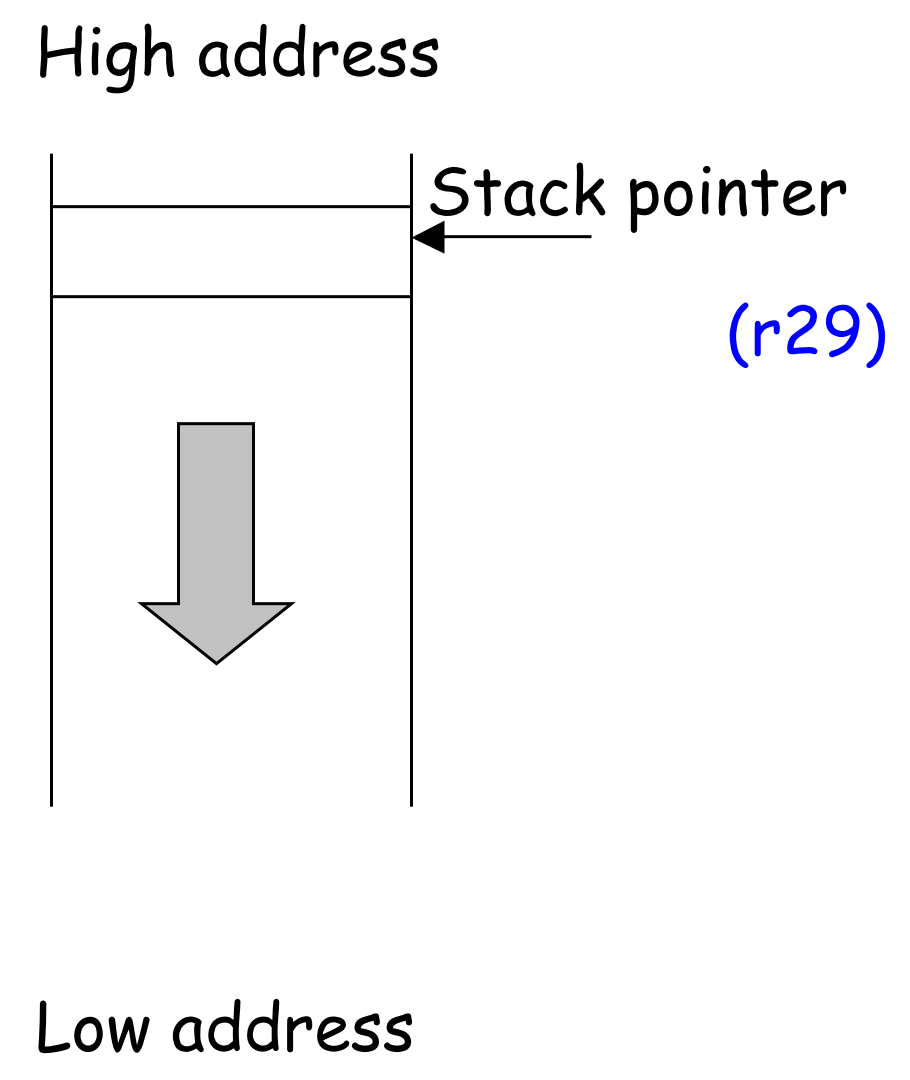 High address
Stack pointer
(r29)
Low address